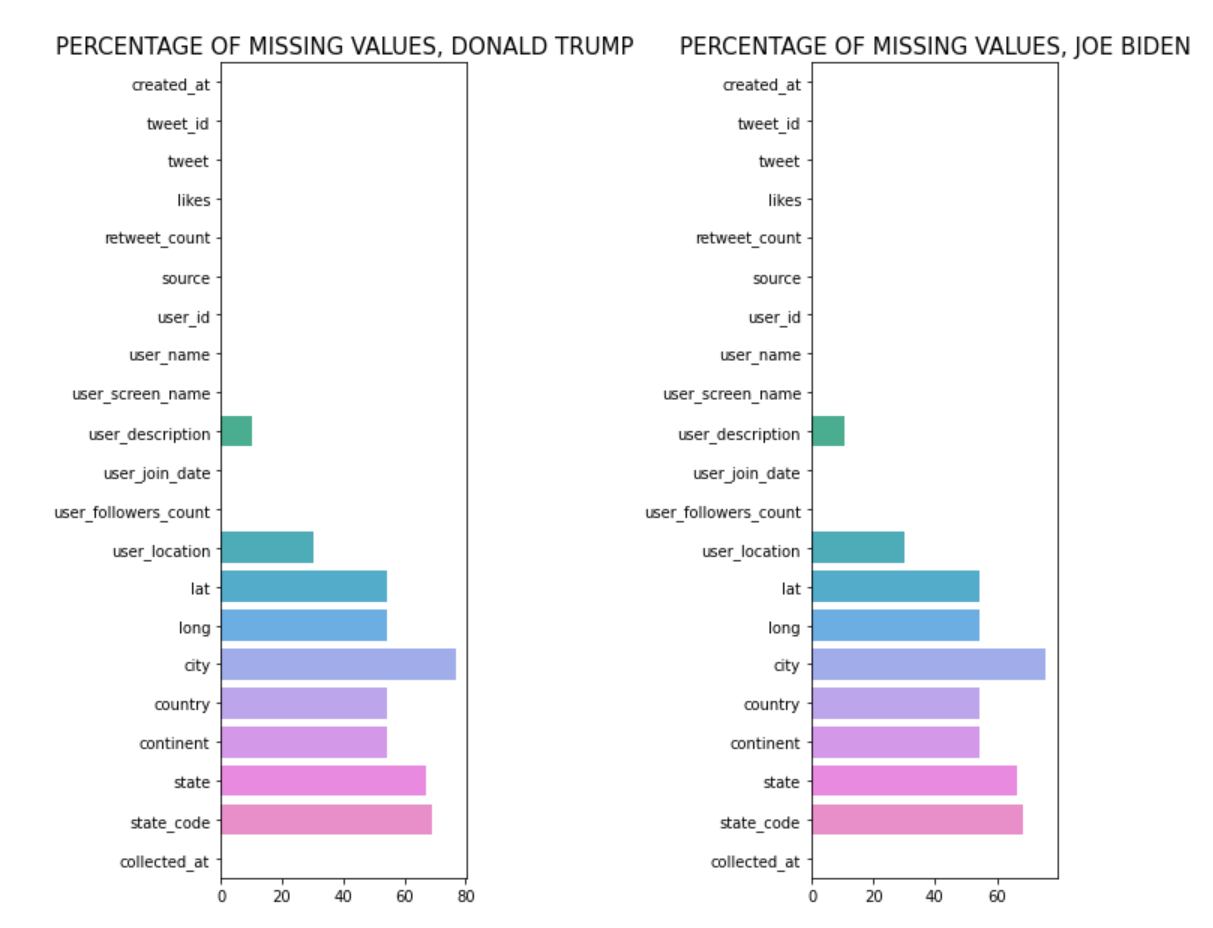 PERCENTAGE OF MISSING VALUES, DONALD TRUMP
created_at
tweet_id
tweet
likes
retweet_count
source
user_id
user_name
user_screen_name
user_description
user_join_date
user_followers_count
user_location
lat
long
city
country
continent
state
state_code
collected_at
0 20 40 60 80
PERCENTAGE OF MISSING VALUES, JOE BIDEN
created_at
tweet_id
tweet
likes
retweet_count
source
user_id
user_name
user_screen_name
user_description
user_join_date
user_followers_count
user_location
lat
long
city
country
continent
state
state_code
collected_at
0 20 40 60